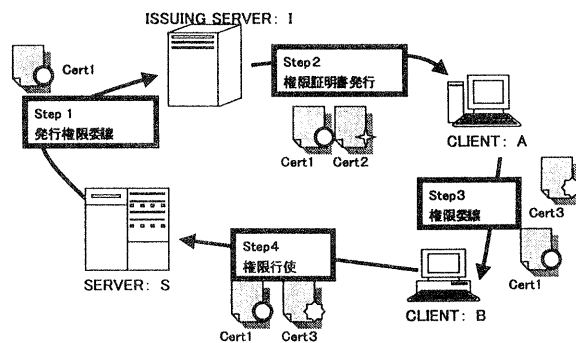 ISSUING SERVER: I
Cert1
Step 1
発行権限委譲
Step2
権限証明書発行
Cert1
Cert2
CLIENT: A
Step3
権限委譲
Cert3
Cert1
Step4
権限行使
Cert1
Cert3
SERVER: S
CLIENT: B